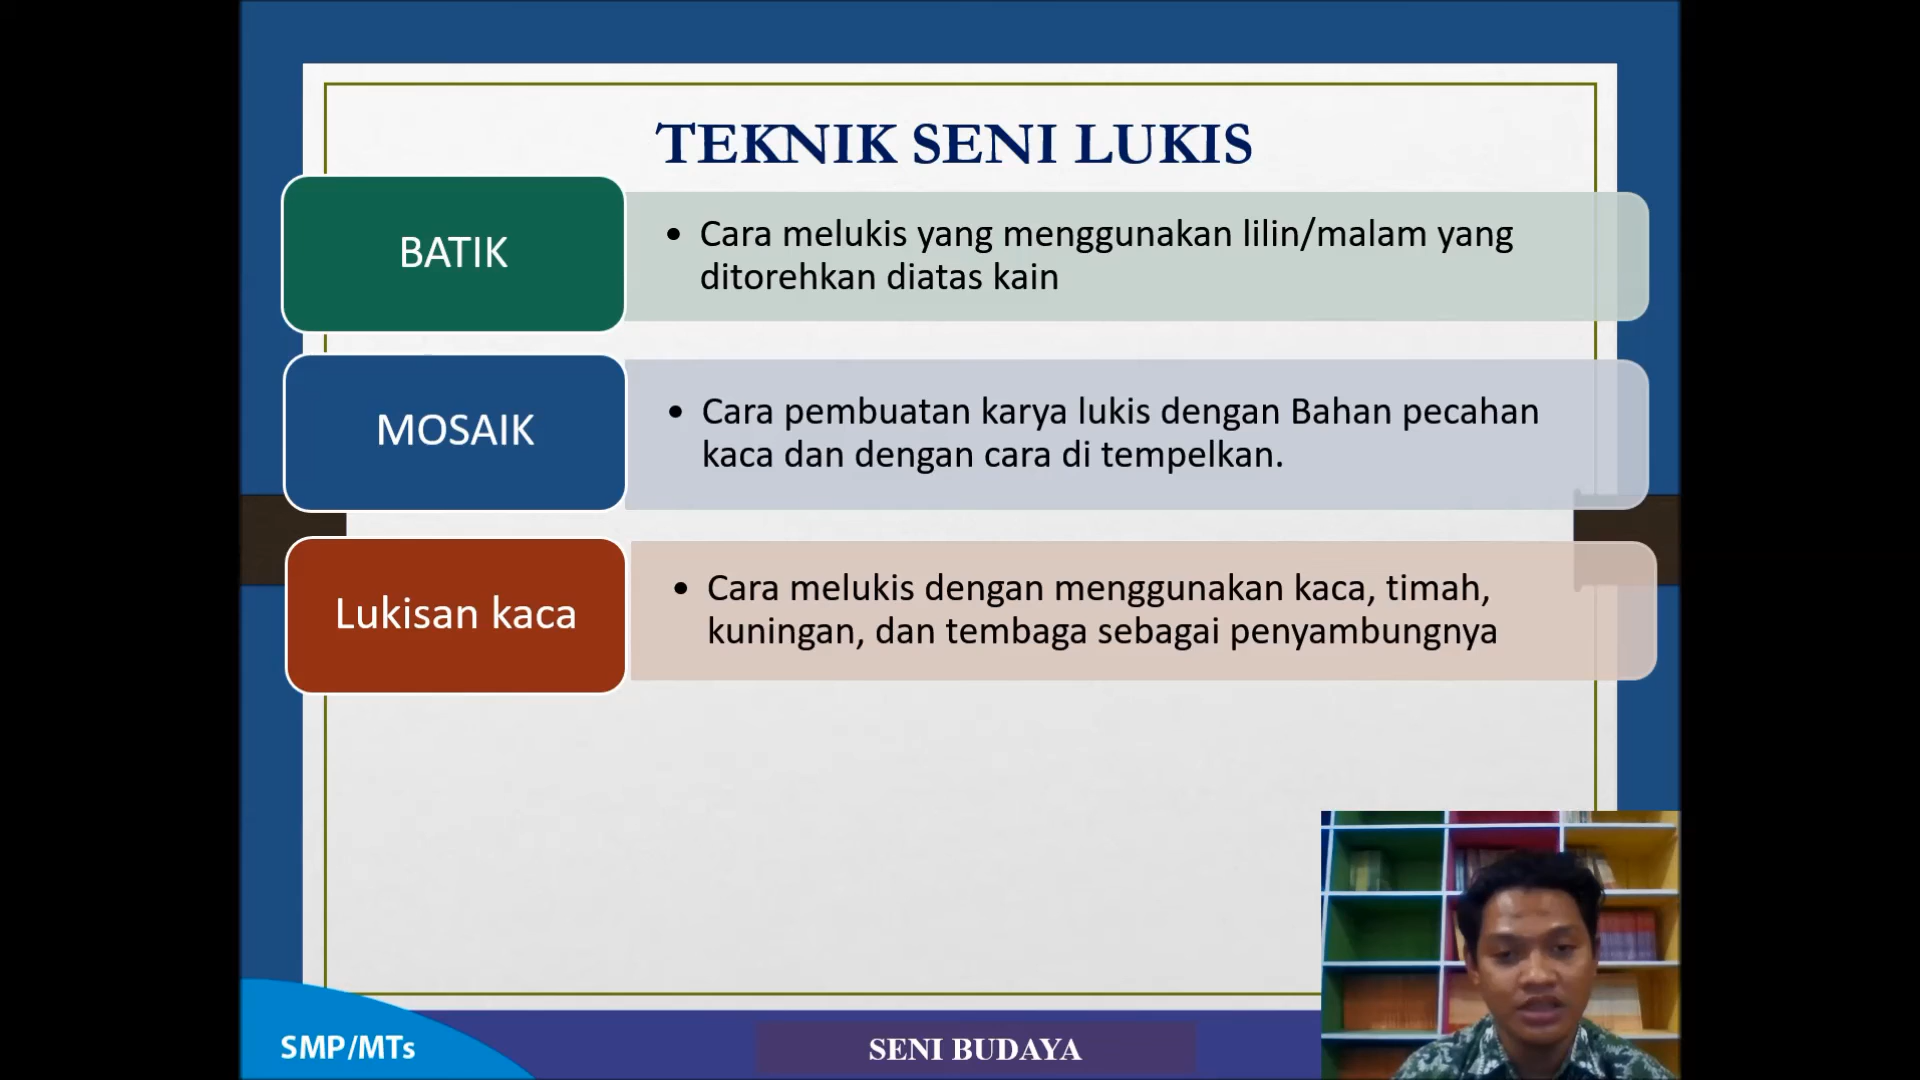 TEKNIK SENI LUKIS
BATIK
• Cara melukis yang menggunakan lilin/malam yang
ditorehkan diatas kain
MOSAIK
• Cara pembuatan karya lukis dengan Bahan pecahan
kaca dan dengan cara di tempelkan.
Lukisan kaca
• Cara melukis dengan menggunakan kaca, timah,
kuningan, dan tembaga sebagai penyambungnya
SMP/MTs
SENI BUDAYA